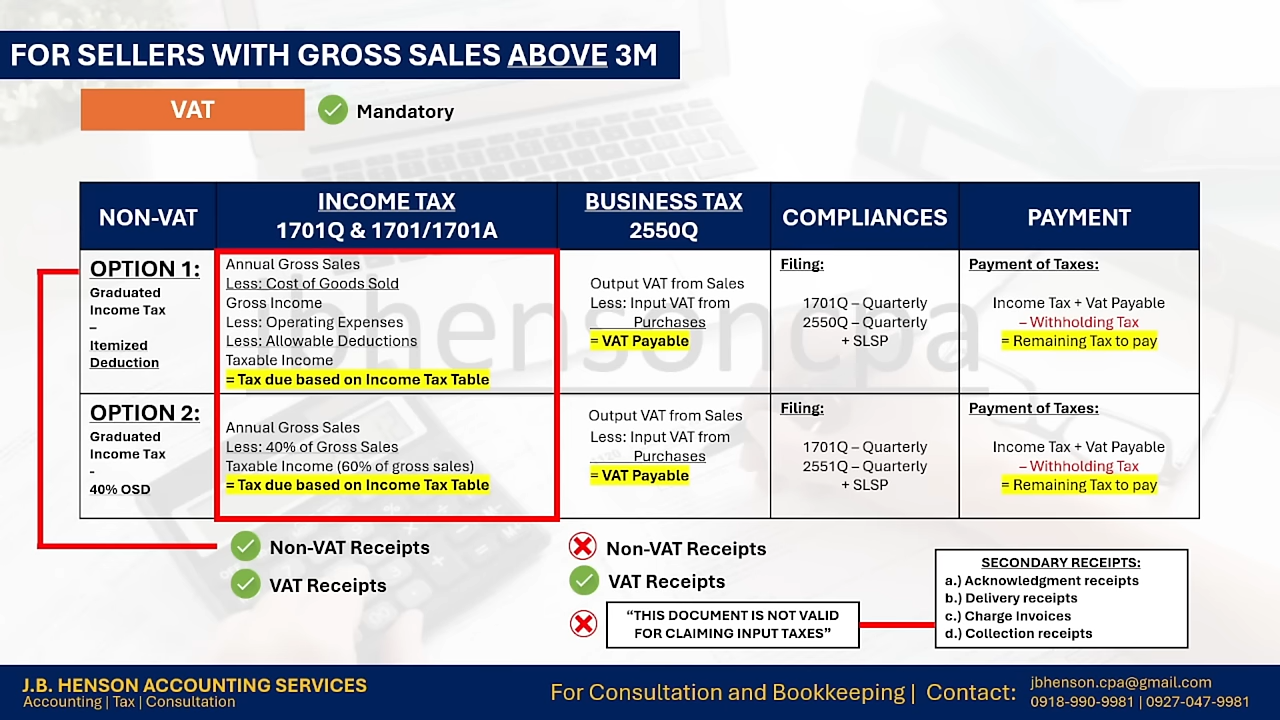 FOR SELLERS WITH GROSS SALES ABOVE 3M
VAT
Mandatory
NON-VAT
INCOME TAX
1701Q & 1701/1701A
BUSINESS TAX
2550Q
COMPLIANCES
PAYMENT
OPTION 1:
Graduated
Income Tax
–
Itemized
Deduction
Annual Gross Sales
Less: Cost of Goods Sold
Gross Income
Less: Operating Expenses
Less: Allowable Deductions
Taxable Income
= Tax due based on Income Tax Table
Output VAT from Sales
Less: Input VAT from
Purchases
= VAT Payable
Filing:
1701Q – Quarterly
2550Q – Quarterly
+ SLSP
Payment of Taxes:
Income Tax + Vat Payable
– Withholding Tax
= Remaining Tax to pay
OPTION 2:
Graduated
Income Tax
-
40% OSD
Annual Gross Sales
Less: 40% of Gross Sales
Taxable Income (60% of gross sales)
= Tax due based on Income Tax Table
Output VAT from Sales
Less: Input VAT from
Purchases
= VAT Payable
Filing:
1701Q – Quarterly
2551Q – Quarterly
+ SLSP
Payment of Taxes:
Income Tax + Vat Payable
– Withholding Tax
= Remaining Tax to pay
jbhensoncpa
Non-VAT Receipts
VAT Receipts
Non-VAT Receipts
VAT Receipts
“THIS DOCUMENT IS NOT VALID
FOR CLAIMING INPUT TAXES”
SECONDARY RECEIPTS:
a.) Acknowledgment receipts
b.) Delivery receipts
c.) Charge Invoices
d.) Collection receipts
J.B. HENSON ACCOUNTING SERVICES
Accounting | Tax | Consultation
For Consultation and Bookkeeping | Contact:
jbhenson.cpa@gmail.com
0918-990-9981 | 0927-047-9981